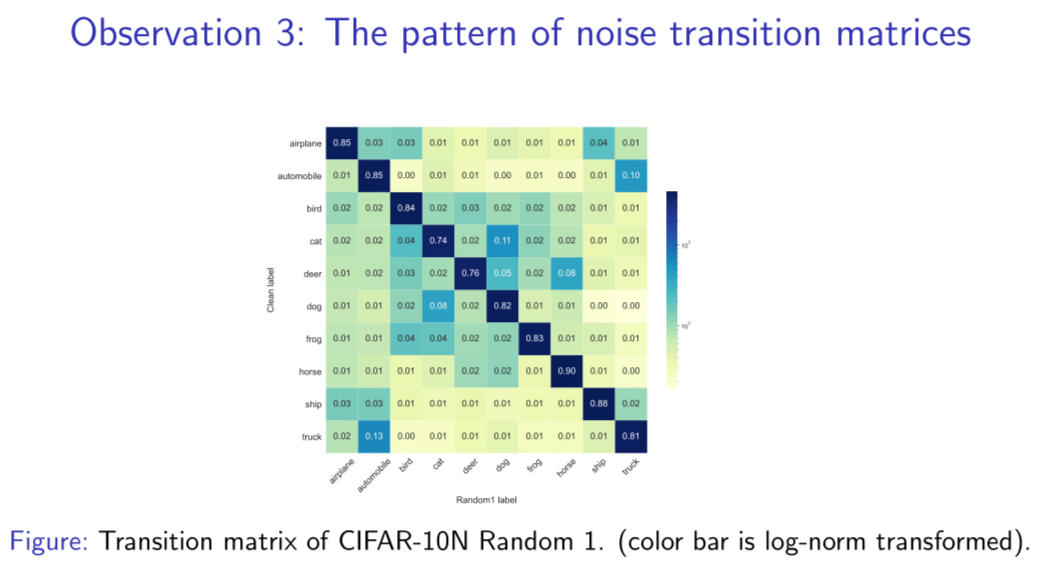 Observation 3: The pattern of noise transition matrices
airplane 0.85 0.03 0.03 0.01 0.01 0.01 0.01 0.01 0.04 0.01
automobile 0.01 0.85 0.00 0.01 0.01 0.00 0.01 0.00 0.01 0.10
bird 0.02 0.02 0.84 0.02 0.03 0.02 0.02 0.02 0.01 0.01
cat 0.02 0.02 0.04 0.74 0.02 0.11 0.02 0.02 0.01 0.01
deer 0.01 0.02 0.03 0.02 0.76 0.05 0.02 0.08 0.01 0.01
dog 0.01 0.01 0.02 0.08 0.02 0.82 0.01 0.01 0.00 0.00
frog 0.01 0.01 0.04 0.04 0.02 0.02 0.83 0.01 0.01 0.01
horse 0.01 0.01 0.01 0.01 0.02 0.02 0.01 0.90 0.01 0.00
ship 0.03 0.03 0.01 0.01 0.01 0.01 0.01 0.01 0.88 0.02
truck 0.02 0.13 0.00 0.01 0.01 0.01 0.01 0.01 0.01 0.81
Clean label
airplane automobile bird cat deer dog frog horse ship truck
Random1 label
Figure: Transition matrix of CIFAR-10N Random 1. (color bar is log-norm transformed).